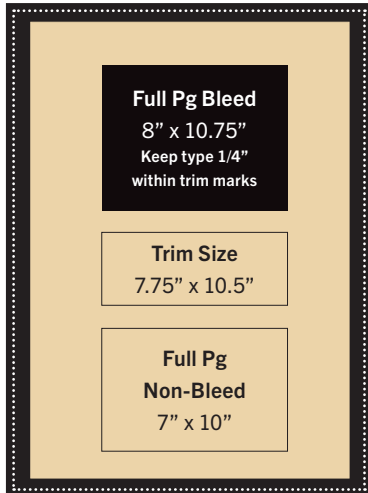 Full Pg Bleed
8” x 10.75”
Keep type 1/4”
within trim marks
Trim Size
7.75” x 10.5”
Full Pg
Non-Bleed
7” x 10”